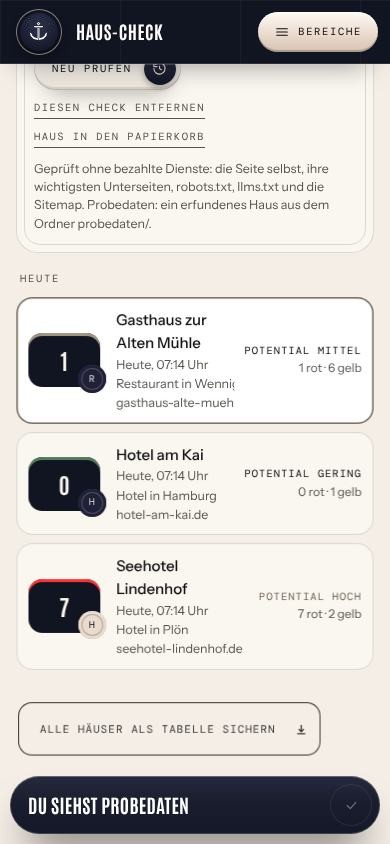 HAUS-CHECK
BEREICHE
NEU PRÜFEN
DIESEN CHECK ENTFERNEN
HAUS IN DEN PAPIERKORB
Geprüft ohne bezahlte Dienste: die Seite selbst, ihre
wichtigsten Unterseiten, robots.txt, llms.txt und die
Sitemap. Probedaten: ein erfundenes Haus aus dem
Ordner probedaten/.
HEUTE
1
R
Gasthaus zur
Alten Mühle
Heute, 07:14 Uhr
Restaurant in
gasthaus-alte-mueh
POTENTIAL MITTEL
1 rot · 6 gelb
0
H
Hotel am Kai
Heute, 07:14 Uhr
Hotel in Hamburg
hotel-am-kai.de
POTENTIAL GERING
0 rot · 1 gelb
7
H
Seehotel
Lindenhof
Heute, 07:14 Uhr
Hotel in Plön
seehotel-lindenhof.de
POTENTIAL HOCH
7 rot · 2 gelb
ALLE HÄUSER ALS TABELLE SICHERN
DU SIEHST PROBEDATEN